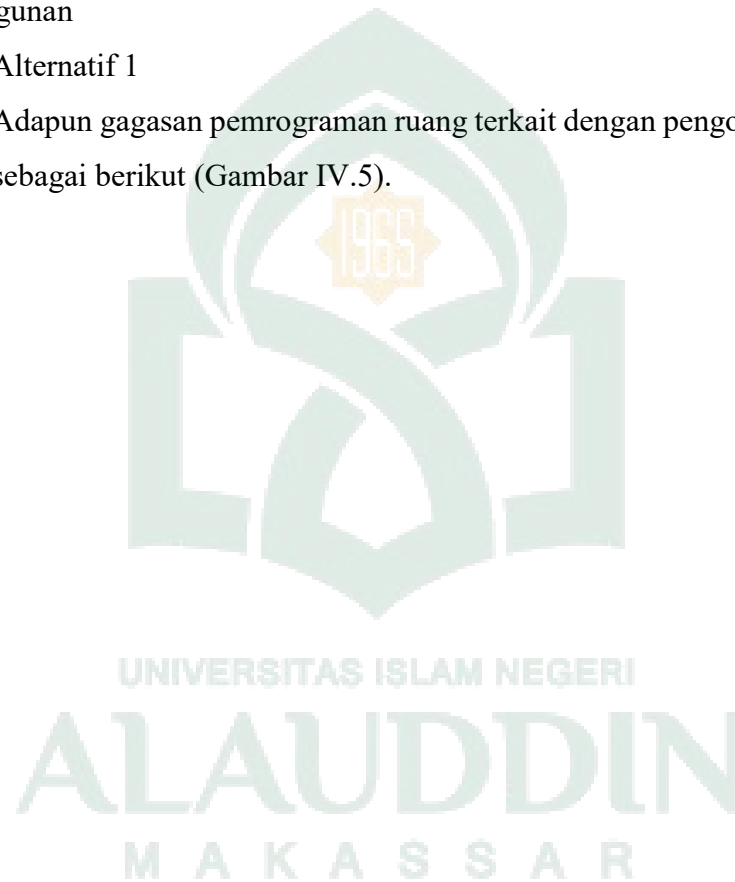 gunan
Alternatif 1
Adapun gagasan pemrograman ruang terkait dengan pengo
sebagai berikut (Gambar IV.5).
1965
UNIVERSITAS ISLAM NEGERI
ALAUDDIN
MAKASSAR